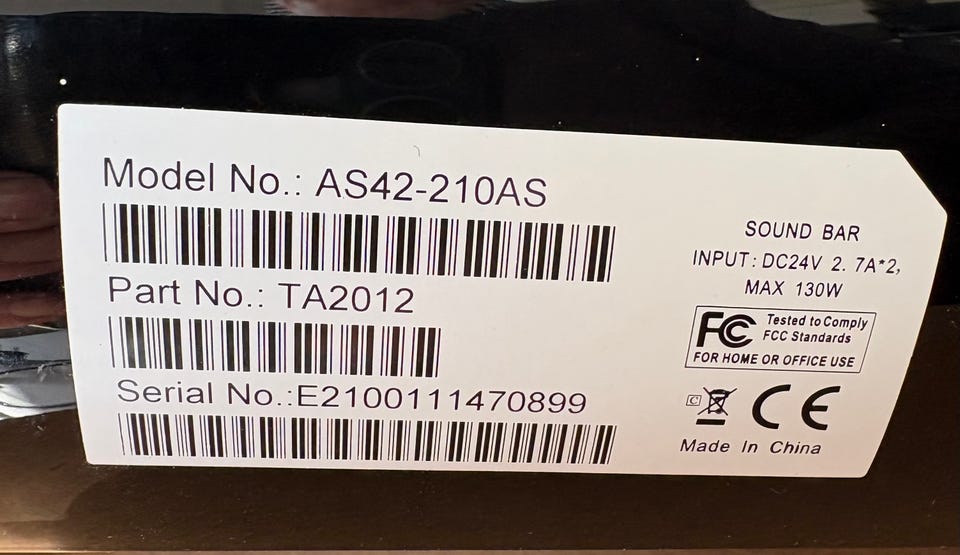 Model No.: AS42-210AS
Part No.: TA2012
Serial No.:E2100111470899
SOUND BAR
INPUT:DC24V 2. 7A*2,
MAX 130W
FC Tested to Comply
FCC Standards
FOR HOME OR OFFICE USE
C CE
Made In China